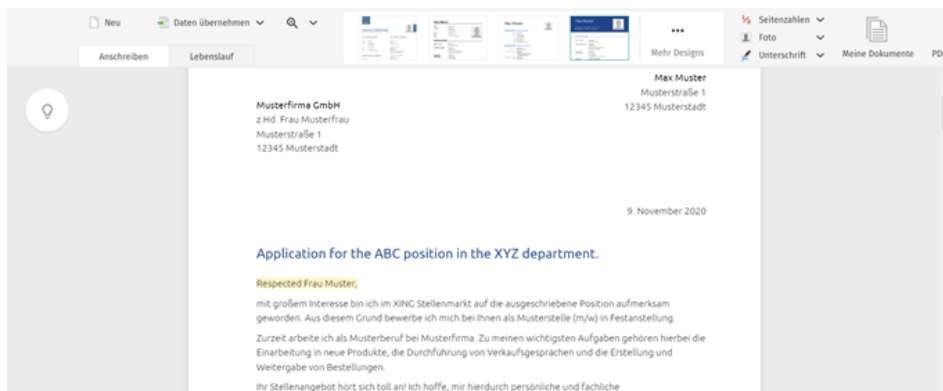 Neu
Daten übernehmen
Anschreiben
Lebenslauf
Mehr Designs
Seitenzahlen
Foto
Unterschrift
Meine Dokumente
Max Muster
Musterstraße 1
12345 Musterstadt
Musterfirma GmbH
z.Hd. Frau Musterfrau
Musterstraße 1
12345 Musterstadt
9. November 2020
Application for the ABC position in the XYZ department.
Respected Frau Muster,
mit großem Interesse bin ich im XING Stellenmarkt auf die ausgeschriebene Position aufmerksam
geworden. Aus diesem Grund bewerbe ich mich bei Ihnen als Musterstelle (m/w) in Festanstellung.
Zurzeit arbeite ich als Musterberuf bei Musterfirma. Zu meinen wichtigsten Aufgaben gehören hierbei die
Einarbeitung in neue Produkte, die Durchführung von Verkaufsgesprächen und die Erstellung und
Weitergabe von Bestellungen.
Ihr Stellenangebot hört sich toll an! Ich hoffe, mir hierdurch persönliche und fachliche